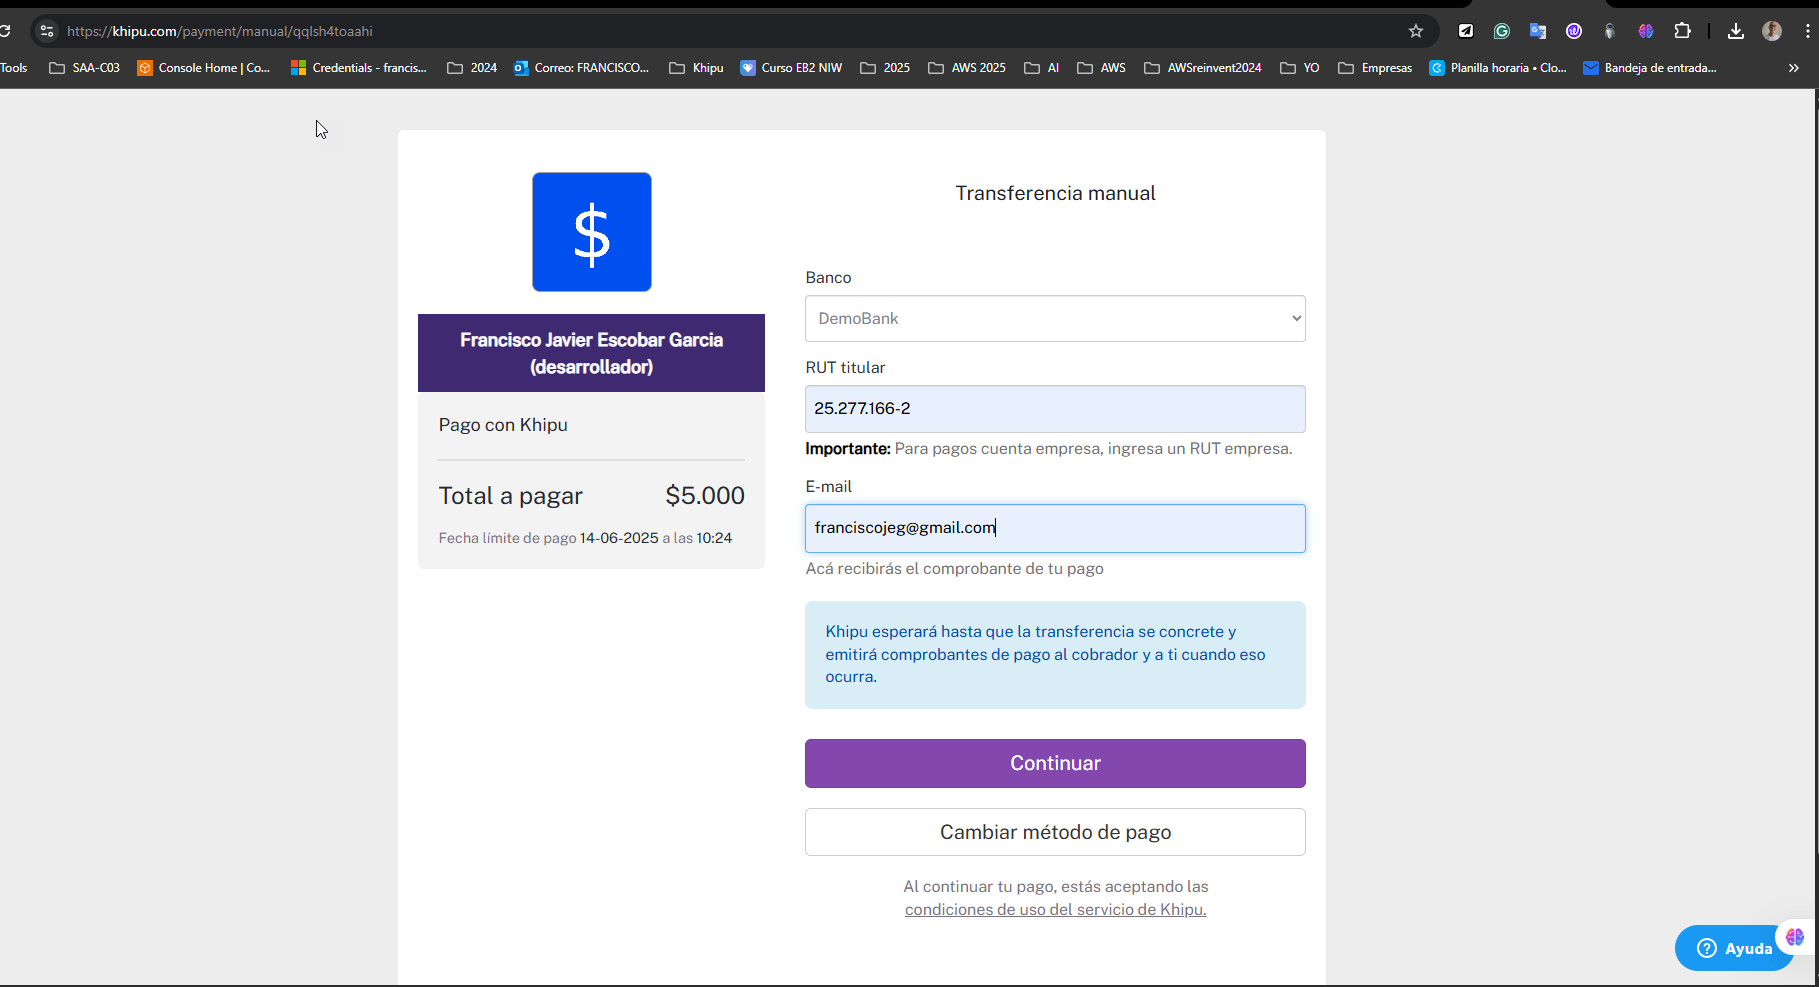 https://khipu.com/payment/manual/qqlsh4toaahi
Tools SAA-C03 Console Home | Co... Credentials - francis... 2024 Correo: FRANCISCO... Khipu Curso EB2 NIW 2025 AWS 2025 AI AWS AWSreinvent2024 YO Empresas Planilla horaria • Clo... Bandeja de entrada... »
$
Francisco Javier Escobar Garcia
(desarrollador)
Pago con Khipu
Total a pagar $5.000
Fecha límite de pago 14-06-2025 a las 10:24
Transferencia manual
Banco
DemoBank
RUT titular
25.277.166-2
Importante: Para pagos cuenta empresa, ingresa un RUT empresa.
E-mail
franciscojeg@gmail.com
Acá recibirás el comprobante de tu pago
Khipu esperará hasta que la transferencia se concrete y
emitirá comprobantes de pago al cobrador y a ti cuando eso
ocurra.
Continuar
Cambiar método de pago
Al continuar tu pago, estás aceptando las
condiciones de uso del servicio de Khipu.
? Ayuda